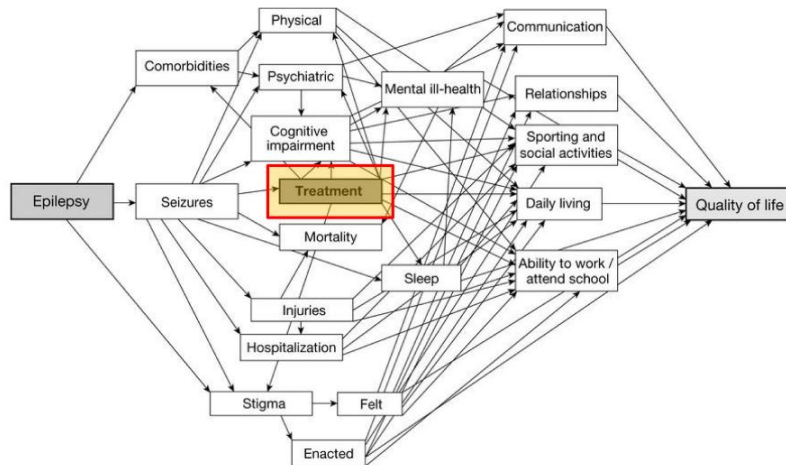 Physical
Communication
Comorbidities
Psychiatric
Mental ill-health
Relationships
Cognitive
impairment
Sporting and
social activities
Treatment
Epilepsy
Seizures
Daily living
Quality of life
Mortality
Sleep
Ability to work /
attend school
Injuries
Hospitalization
Stigma
Felt
Enacted